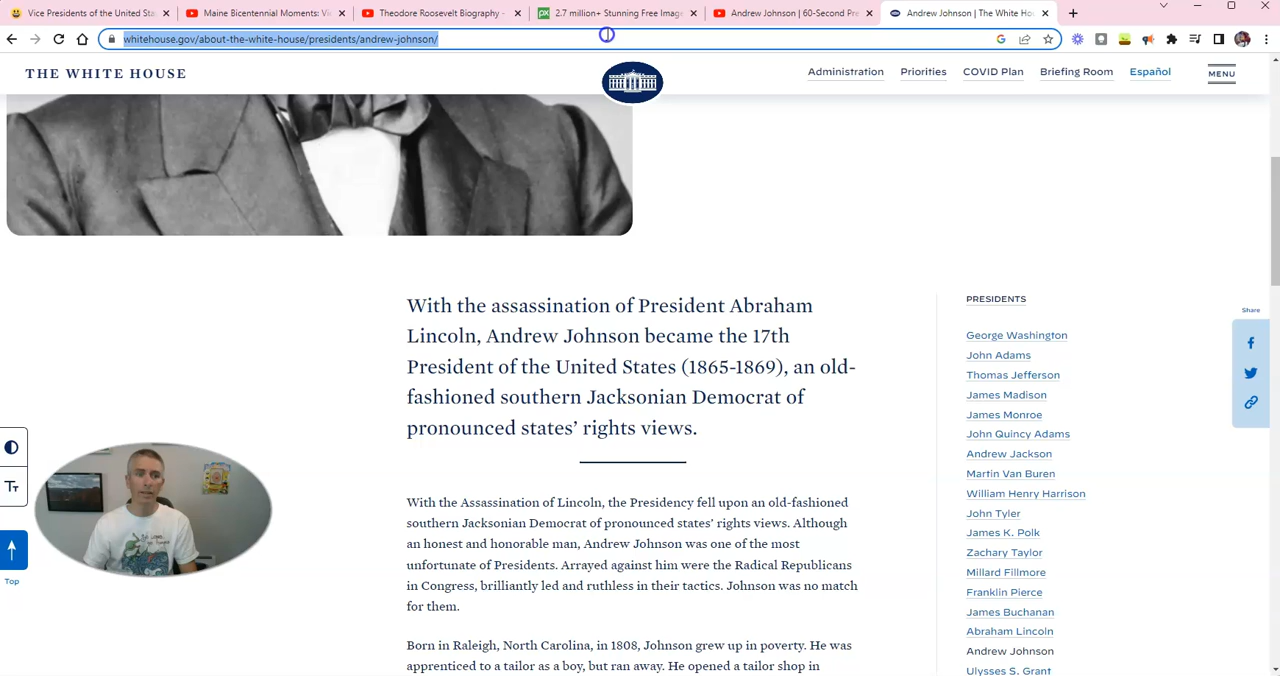 Vice Presidents of the United Sta
Maine Bicentennial Moments: Vi
Theodore Roosevelt Biography -
2.7 million+ Stunning Free Imag
Andrew Johnson | 60-Second Pre
Andrew Johnson | The White Hou
whitehouse.gov/about-the-white-house/presidents/andrew-johnson/
THE WHITE HOUSE
Administration
Priorities
COVID Plan
Briefing Room
Español
MENU
With the assassination of President Abraham
Lincoln, Andrew Johnson became the 17th
President of the United States (1865-1869), an old-
fashioned southern Jacksonian Democrat of
pronounced states’ rights views.
With the Assassination of Lincoln, the Presidency fell upon an old-fashioned
southern Jacksonian Democrat of pronounced states’ rights views. Although
an honest and honorable man, Andrew Johnson was one of the most
unfortunate of Presidents. Arrayed against him were the Radical Republicans
in Congress, brilliantly led and ruthless in their tactics. Johnson was no match
for them.
Born in Raleigh, North Carolina, in 1808, Johnson grew up in poverty. He was
apprenticed to a tailor as a boy, but ran away. He opened a tailor shop in
PRESIDENTS
George Washington
John Adams
Thomas Jefferson
James Madison
James Monroe
John Quincy Adams
Andrew Jackson
Martin Van Buren
William Henry Harrison
John Tyler
James K. Polk
Zachary Taylor
Millard Fillmore
Franklin Pierce
James Buchanan
Abraham Lincoln
Andrew Johnson
Ulysses S. Grant
Share
Tт
Top